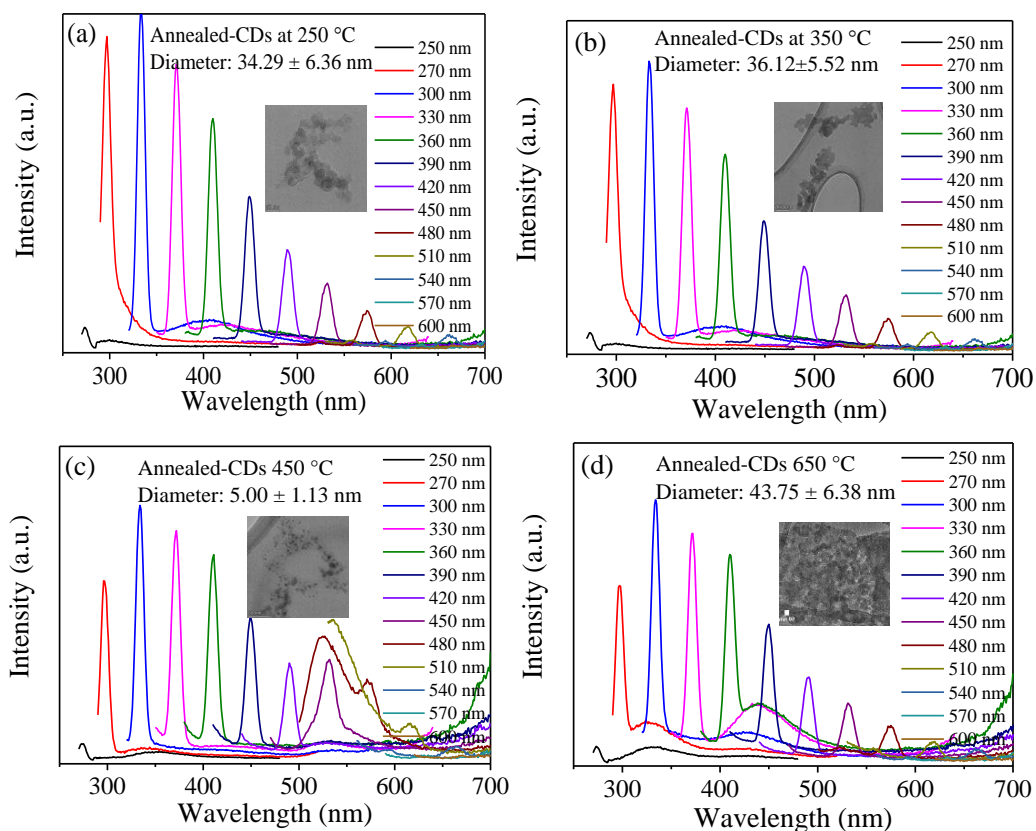 (a)
Annealed-CDs at 250 °C
Diameter: 34.29 ± 6.36 nm
250 nm
270 nm
300 nm
330 nm
360 nm
390 nm
420 nm
450 nm
480 nm
510 nm
540 nm
570 nm
600 nm
Intensity (a.u.)
300 400 500 600 700
Wavelength (nm)
(b)
Annealed-CDs at 350 °C
Diameter: 36.12±5.52 nm
250 nm
270 nm
300 nm
330 nm
360 nm
390 nm
420 nm
450 nm
480 nm
510 nm
540 nm
570 nm
600 nm
Intensity (a.u.)
300 400 500 600 700
Wavelength (nm)
(c)
Annealed-CDs 450 °C
Diameter: 5.00 ± 1.13 nm
250 nm
270 nm
300 nm
330 nm
360 nm
390 nm
420 nm
450 nm
480 nm
510 nm
540 nm
570 nm
600 nm
Intensity (a.u.)
300 400 500 600 700
Wavelength (nm)
(d)
Annealed-CDs 650 °C
Diameter: 43.75 ± 6.38 nm
250 nm
270 nm
300 nm
330 nm
360 nm
390 nm
420 nm
450 nm
480 nm
510 nm
540 nm
570 nm
600 nm
Intensity (a.u.)
300 400 500 600 700
Wavelength (nm)